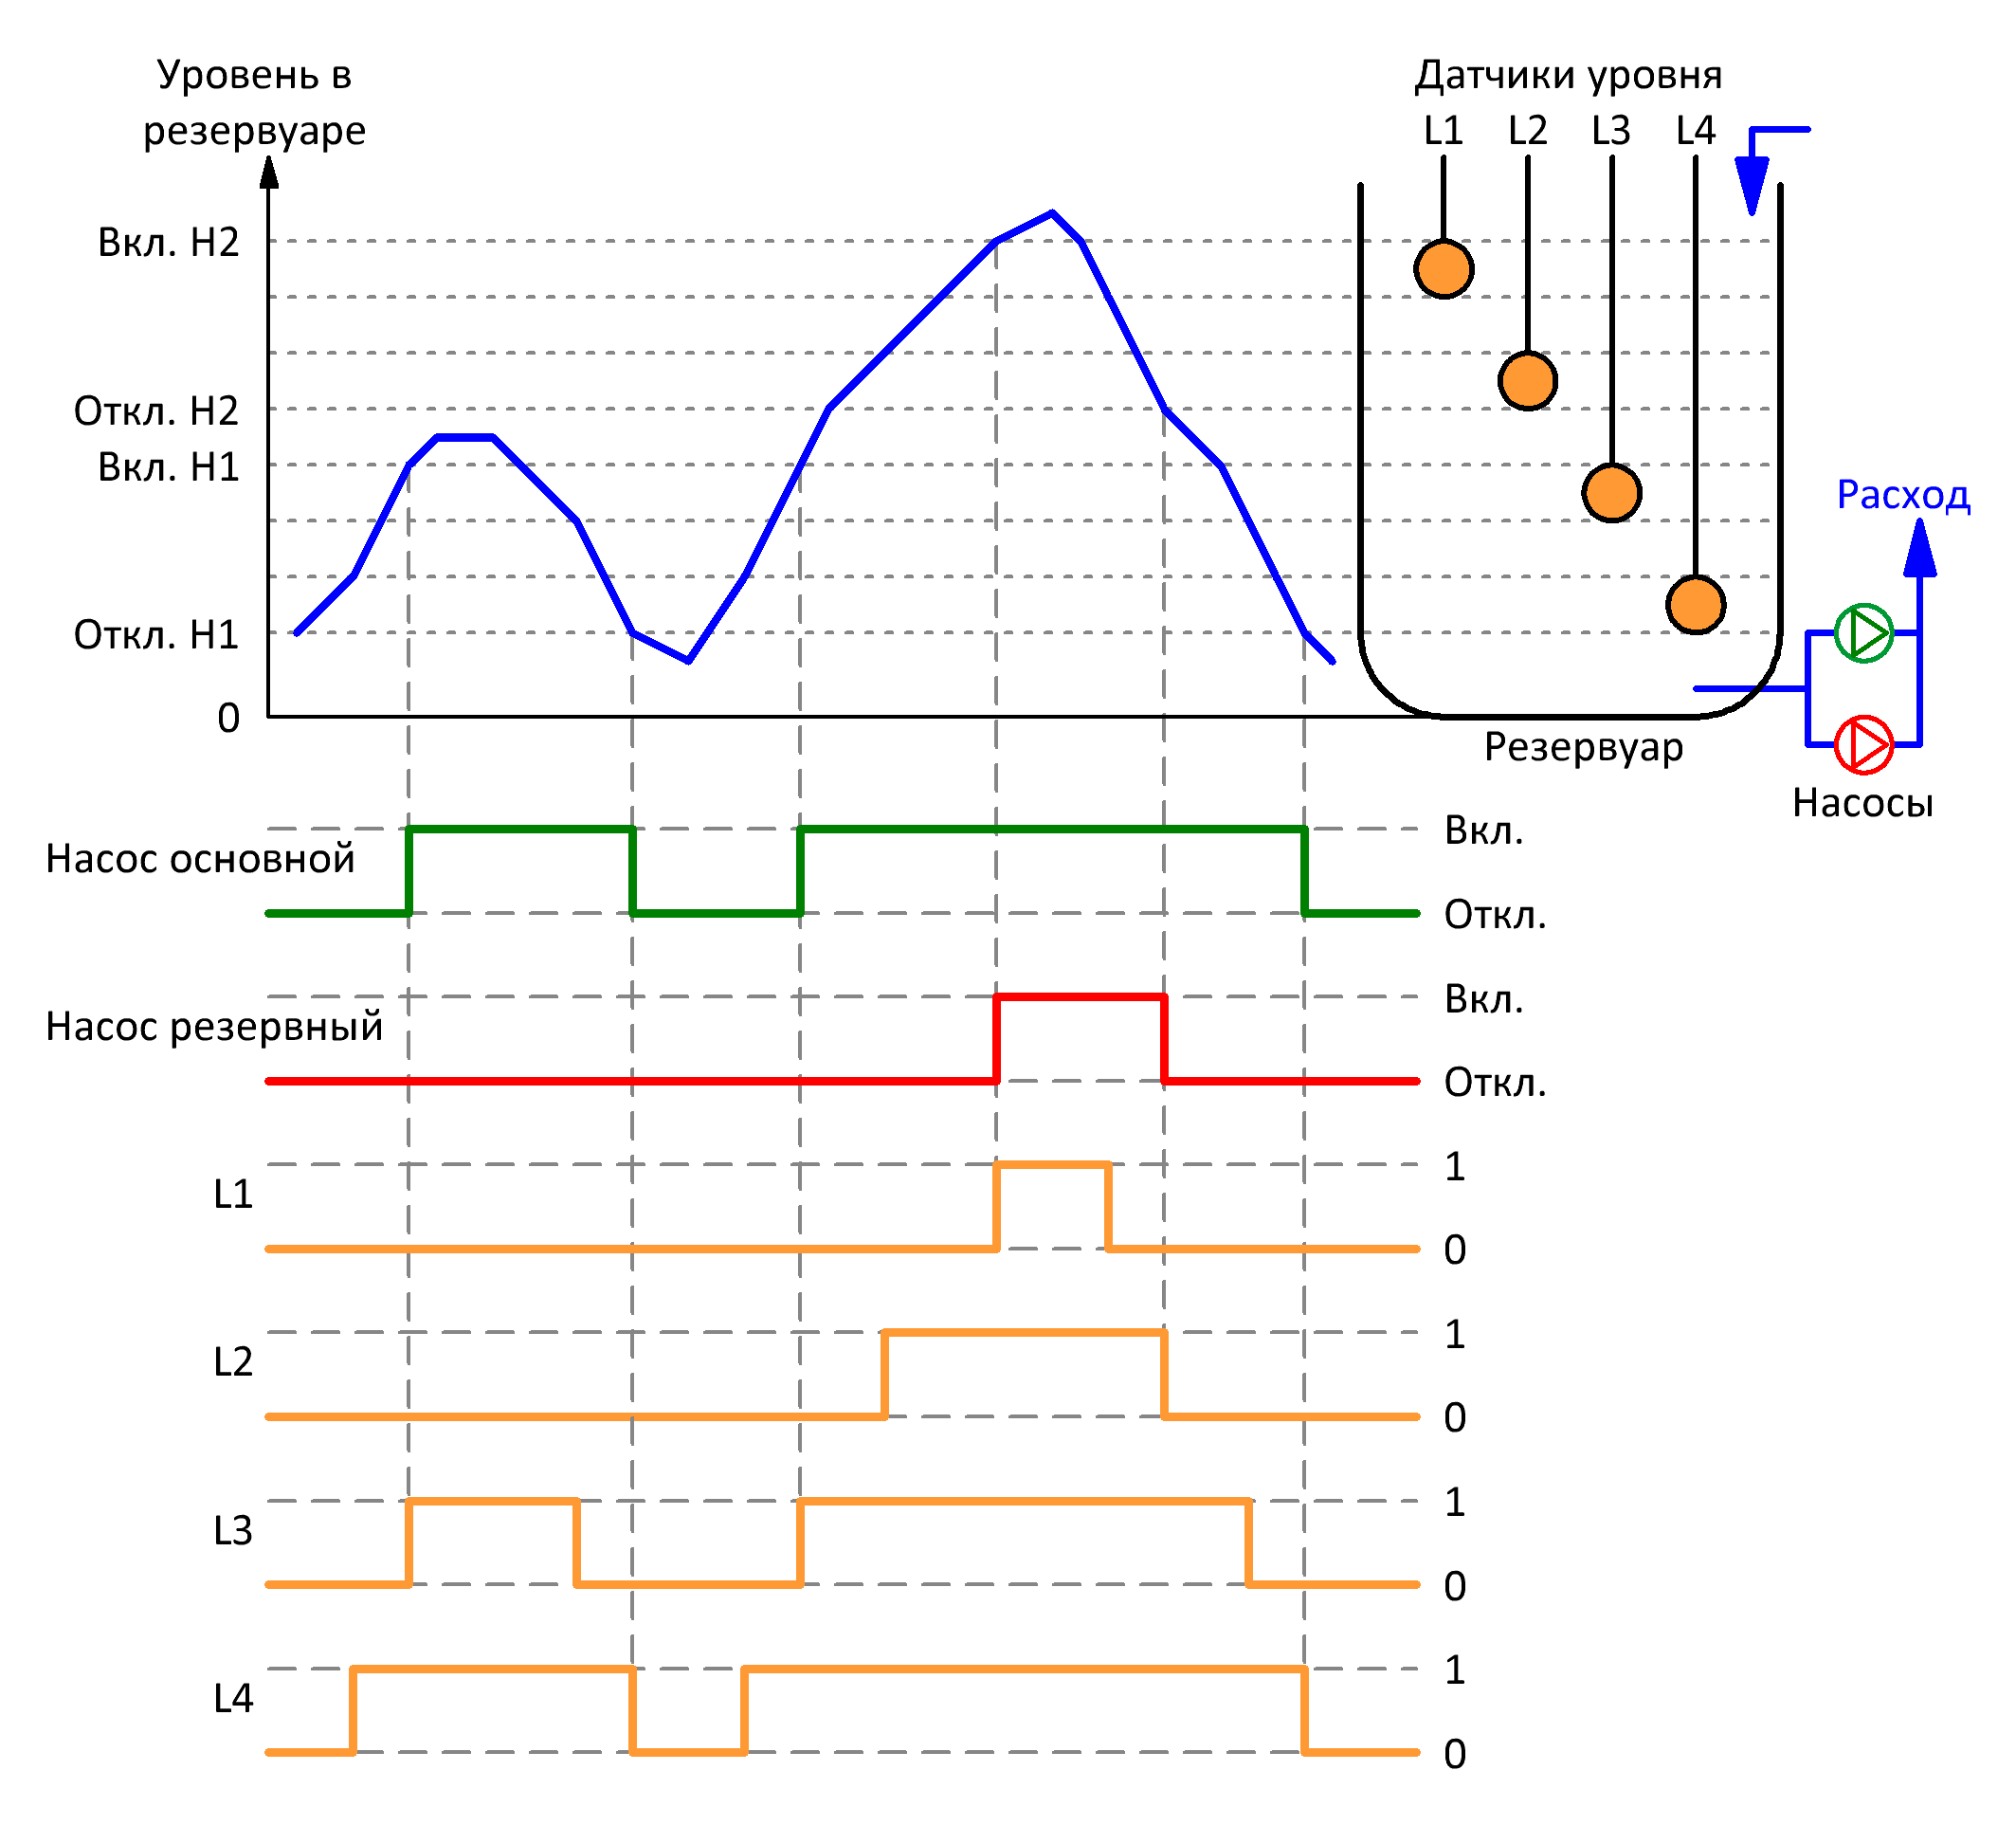 Уровень в
резервуаре
Датчики уровня
L1 L2 L3 L4
Вкл. Н2
Откл. Н2
Вкл. Н1
Откл. Н1
0
Расход
Резервуар
Насосы
Насос основной
Вкл.
Откл.
Насос резервный
Вкл.
Откл.
L1
1
0
L2
1
0
L3
1
0
L4
1
0